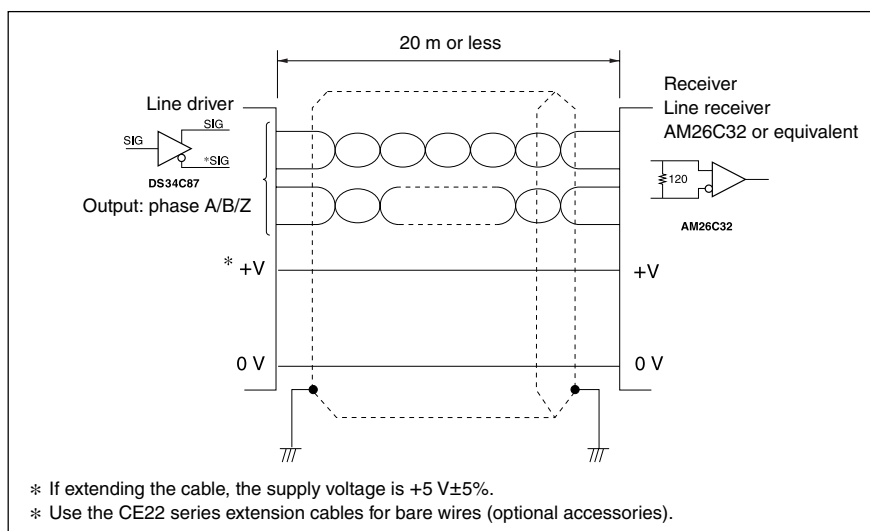 20 m or less
Line driver
SIG
SIG
*SIG
DS34C87
Output: phase A/B/Z
Receiver
Line receiver
AM26C32 or equivalent
120
AM26C32
* +V
+V
0 V
0 V
* If extending the cable, the supply voltage is +5 V±5%.
* Use the CE22 series extension cables for bare wires (optional accessories).